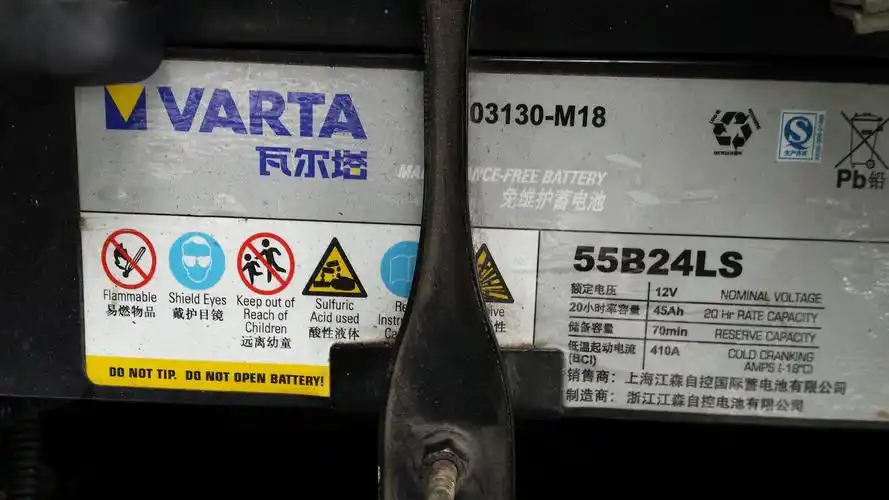 VARTA
瓦尔塔
03130-M18
FREE BATTERY
免维护蓄电池
生产许可
Pb铅
Flammable
易燃物品
Shield Eyes
戴护目镜
Keep out of
Reach of
Children
远离幼童
Sulfuric
Acid used
酸性液体
DO NOT TIP. DO NOT OPEN BATTERY!
55B24LS
额定电压 12V NOMINAL VOLTAGE
20小时率容量 45Ah 20 Hr RATE CAPACITY
储备容量 70min RESERVE CAPACITY
低温起动电流 410A COLD CRANKING
(BCI) AMPS (-18°C)
销售商：上海江森自控国际蓄电池有限公司
制造商：浙江江森自控电池有限公司